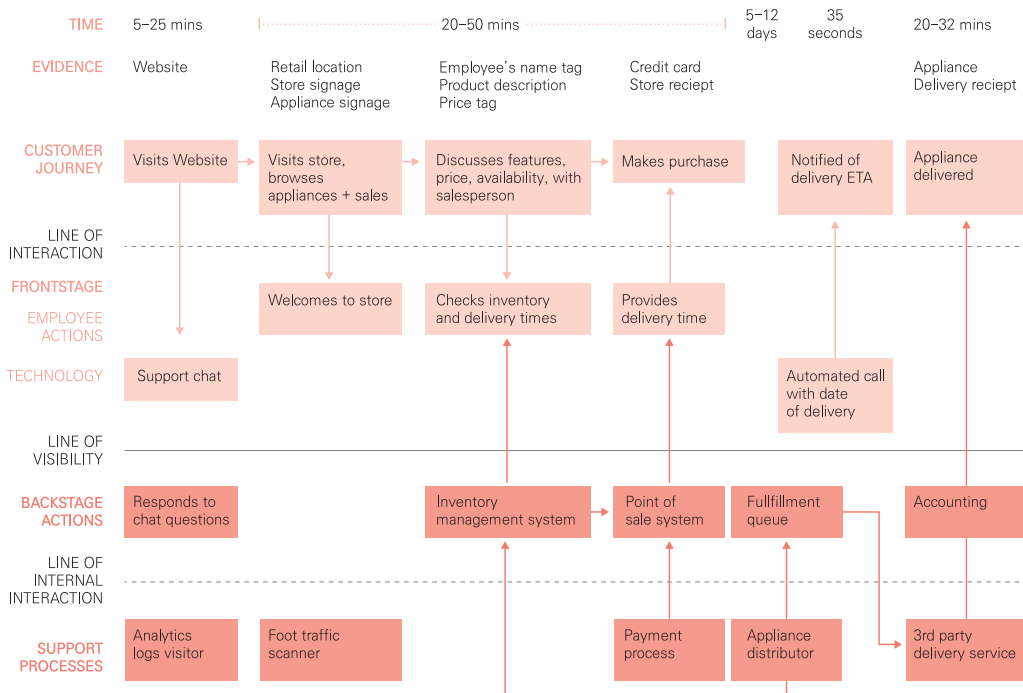 TIME
5–25 mins
20–50 mins
5–12
days
35
seconds
20–32 mins
EVIDENCE
Website
Retail location
Store signage
Appliance signage
Employee's name tag
Product description
Price tag
Credit card
Store reciept
Appliance
Delivery reciept
CUSTOMER
JOURNEY
Visits Website
Visits store,
browses
appliances + sales
Discusses features,
price, availability, with
salesperson
Makes purchase
Notified of
delivery ETA
Appliance
delivered
LINE OF
INTERACTION
FRONTSTAGE
EMPLOYEE
ACTIONS
Welcomes to store
Checks inventory
and delivery times
Provides
delivery time
TECHNOLOGY
Support chat
Automated call
with date
of delivery
LINE OF
VISIBILITY
BACKSTAGE
ACTIONS
Responds to
chat questions
Inventory
management system
Point of
sale system
Fullfillment
queue
Accounting
LINE OF
INTERNAL
INTERACTION
SUPPORT
PROCESSES
Analytics
logs visitor
Foot traffic
scanner
Payment
process
Appliance
distributor
3rd party
delivery service